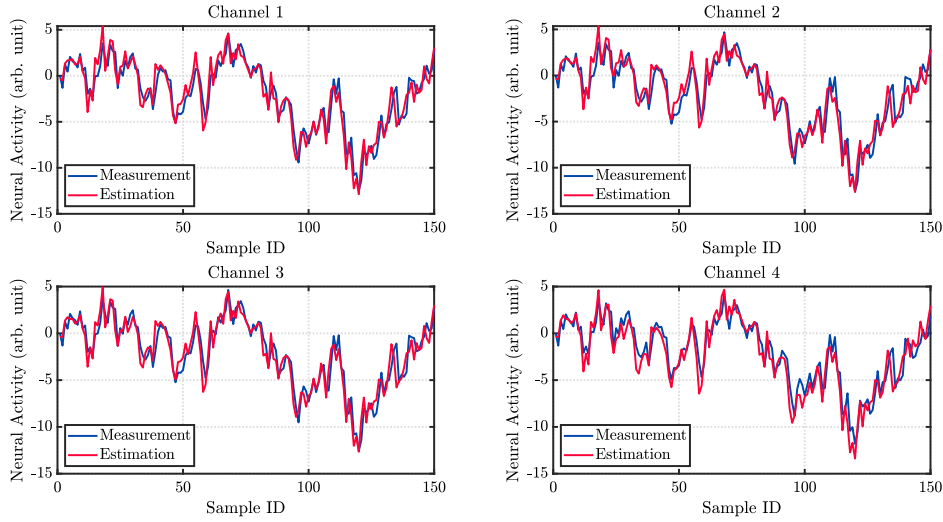 Channel 1
Neural Activity (arb. unit)
5
0
-5
-10
-15
Measurement
Estimation
0
50
100
150
Sample ID
Channel 2
Neural Activity (arb. unit)
5
0
-5
-10
-15
Measurement
Estimation
0
50
100
150
Sample ID
Channel 3
Neural Activity (arb. unit)
5
0
-5
-10
-15
Measurement
Estimation
0
50
100
150
Sample ID
Channel 4
Neural Activity (arb. unit)
5
0
-5
-10
-15
Measurement
Estimation
0
50
100
150
Sample ID